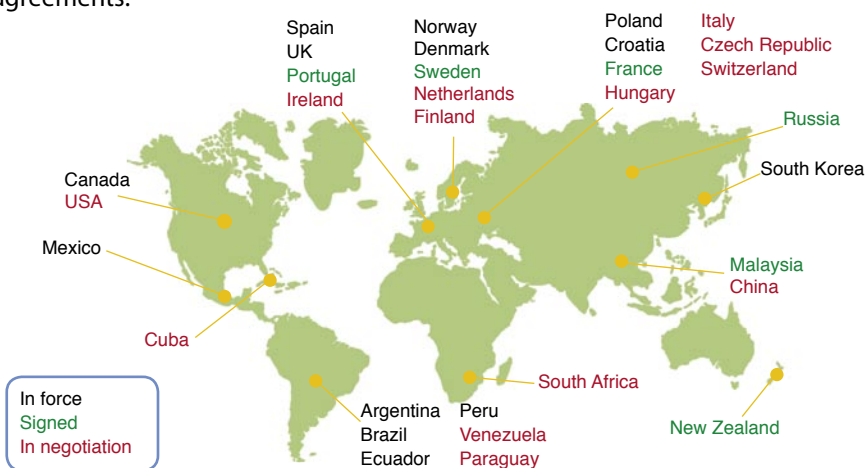 agreements.
Spain
UK
Portugal
Ireland
Norway
Denmark
Sweden
Netherlands
Finland
Poland
Croatia
France
Hungary
Italy
Czech Republic
Switzerland
Russia
South Korea
Canada
USA
Mexico
Malaysia
China
Cuba
South Africa
New Zealand
Argentina
Brazil
Ecuador
Peru
Venezuela
Paraguay
In force
Signed
In negotiation